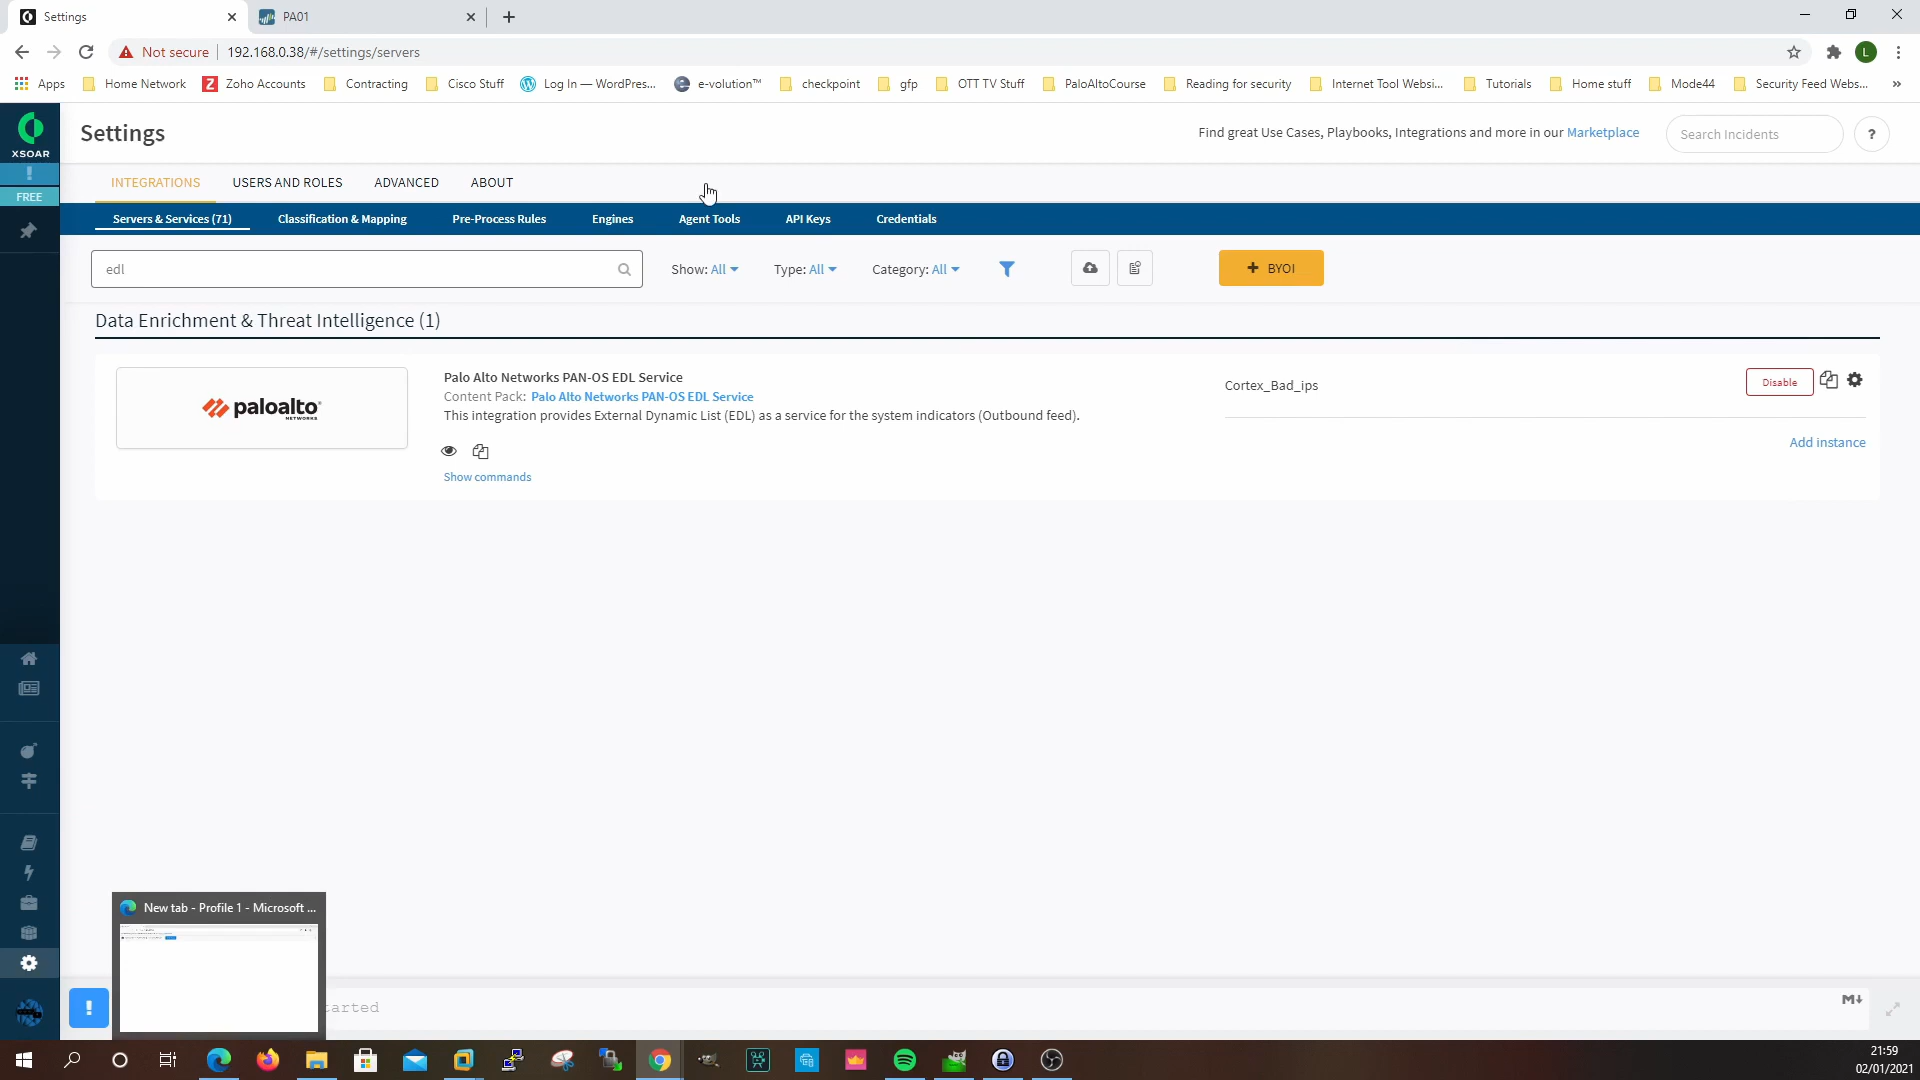 Settings
PA01
Not secure
192.168.0.38/#/settings/servers
L
Apps
Home Network
Zoho Accounts
Contracting
Cisco Stuff
Log In — WordPres...
e-volution™
checkpoint
gfp
OTT TV Stuff
PaloAltoCourse
Reading for security
Internet Tool Websi...
Tutorials
Home stuff
Mode44
Security Feed Webs...
»
XSOAR
FREE
Settings
Find great Use Cases, Playbooks, Integrations and more in our Marketplace
Search Incidents
?
INTEGRATIONS
USERS AND ROLES
ADVANCED
ABOUT
Servers & Services (71)
Classification & Mapping
Pre-Process Rules
Engines
Agent Tools
API Keys
Credentials
edl
Show: All
Type: All
Category: All
+ BYOI
Data Enrichment & Threat Intelligence (1)
paloalto
NETWORKS
Palo Alto Networks PAN-OS EDL Service
Content Pack: Palo Alto Networks PAN-OS EDL Service
This integration provides External Dynamic List (EDL) as a service for the system indicators (Outbound feed).
Show commands
Cortex_Bad_ips
Disable
Add instance
New tab - Profile 1 - Microsoft ...
!
tarted
M
21:59
02/01/2021